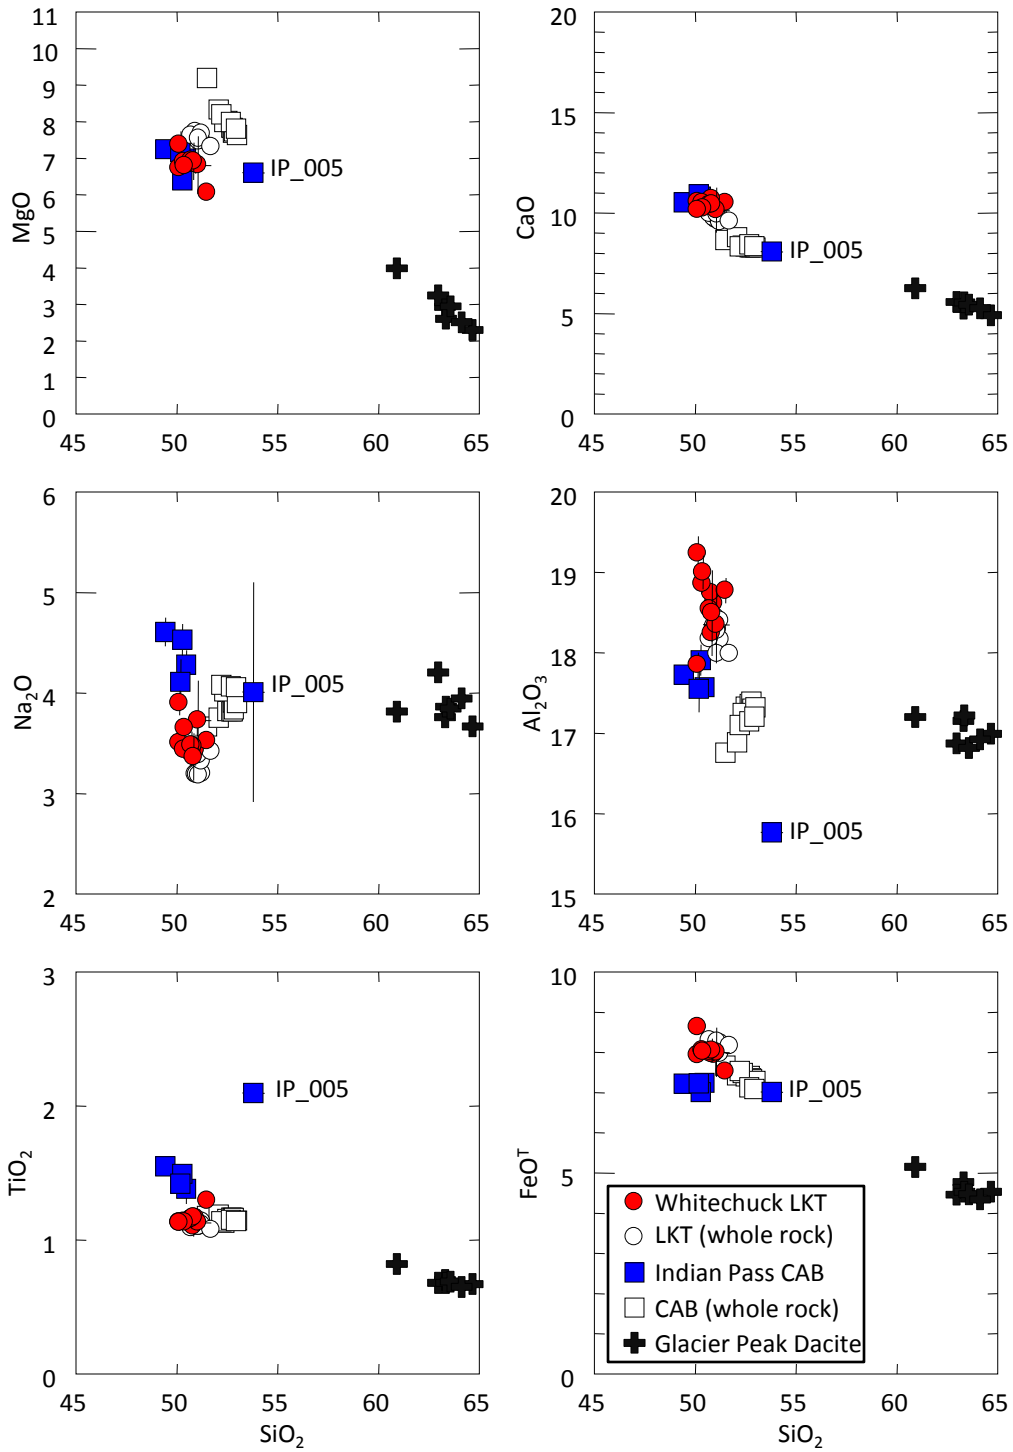 11
10
9
8
7
6
5
4
3
2
1
0
MgO
IP_005
45 50 55 60 65
20
15
10
5
0
CaO
IP_005
45 50 55 60 65
6
5
4
3
2
Na₂O
IP_005
45 50 55 60 65
20
19
18
17
16
15
Al₂O₃
IP_005
45 50 55 60 65
3
2
1
0
TiO₂
IP_005
45 50 55 60 65
SiO₂
10
5
0
FeOᵀ
IP_005
Whitechuck LKT
LKT (whole rock)
Indian Pass CAB
CAB (whole rock)
Glacier Peak Dacite
45 50 55 60 65
SiO₂